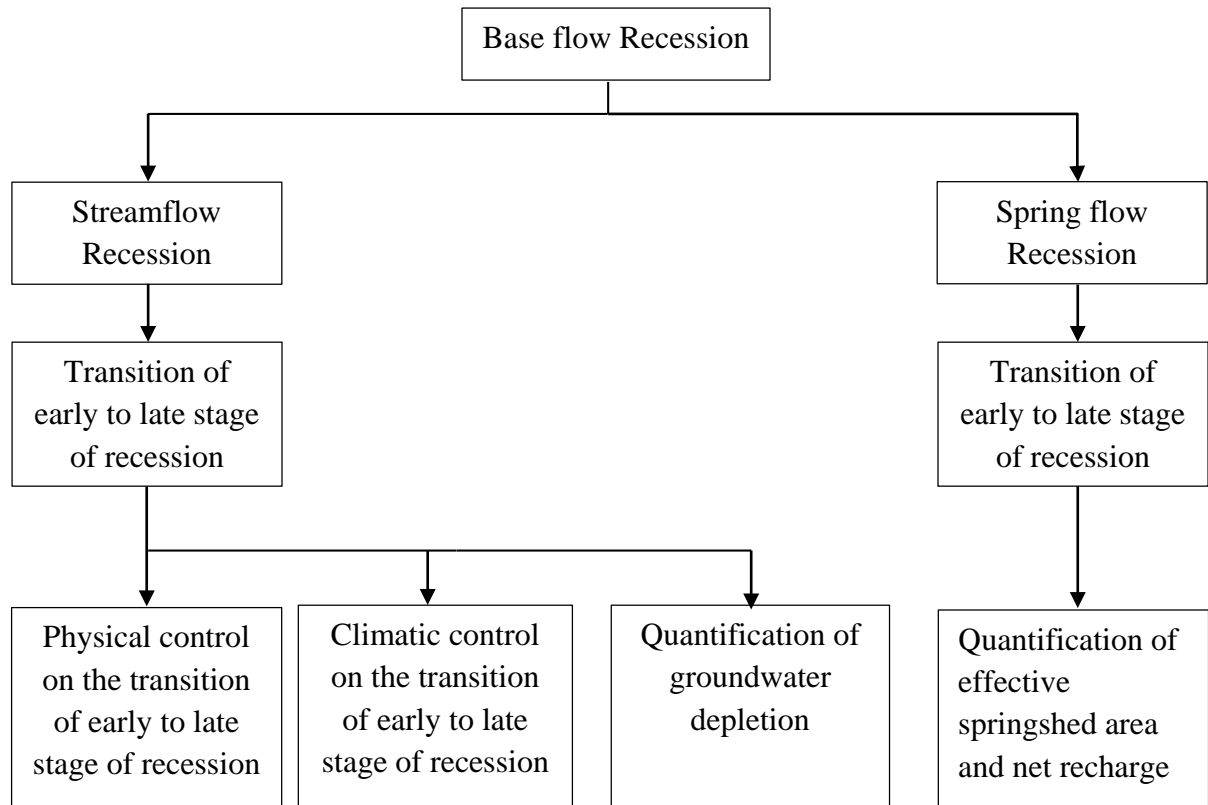 Base flow Recession
Streamflow
Recession
Spring flow
Recession
Transition of
early to late stage
of recession
Transition of
early to late stage
of recession
Physical control
on the transition
of early to late
stage of recession
Climatic control
on the transition
of early to late
stage of recession
Quantification of
groundwater
depletion
Quantification of
effective
springshed area
and net recharge